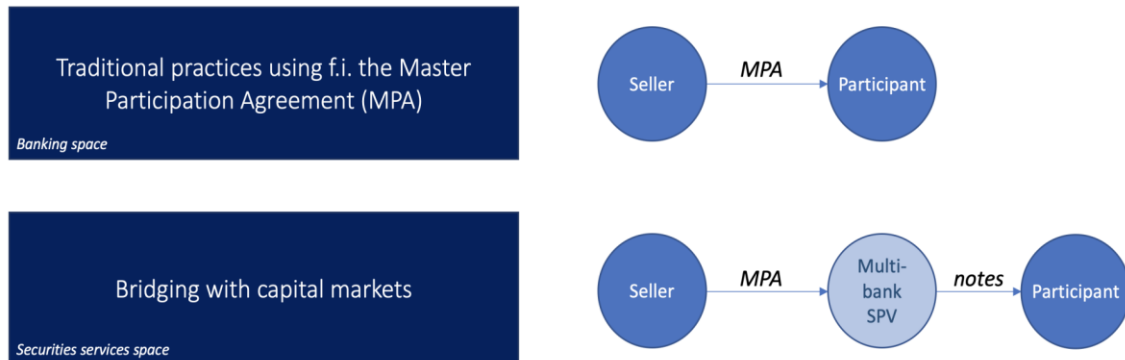 Traditional practices using f.i. the Master
Participation Agreement (MPA)
Banking space
Seller
MPA
Participant
Bridging with capital markets
Securities services space
Seller
MPA
Multi-
bank
SPV
notes
Participant